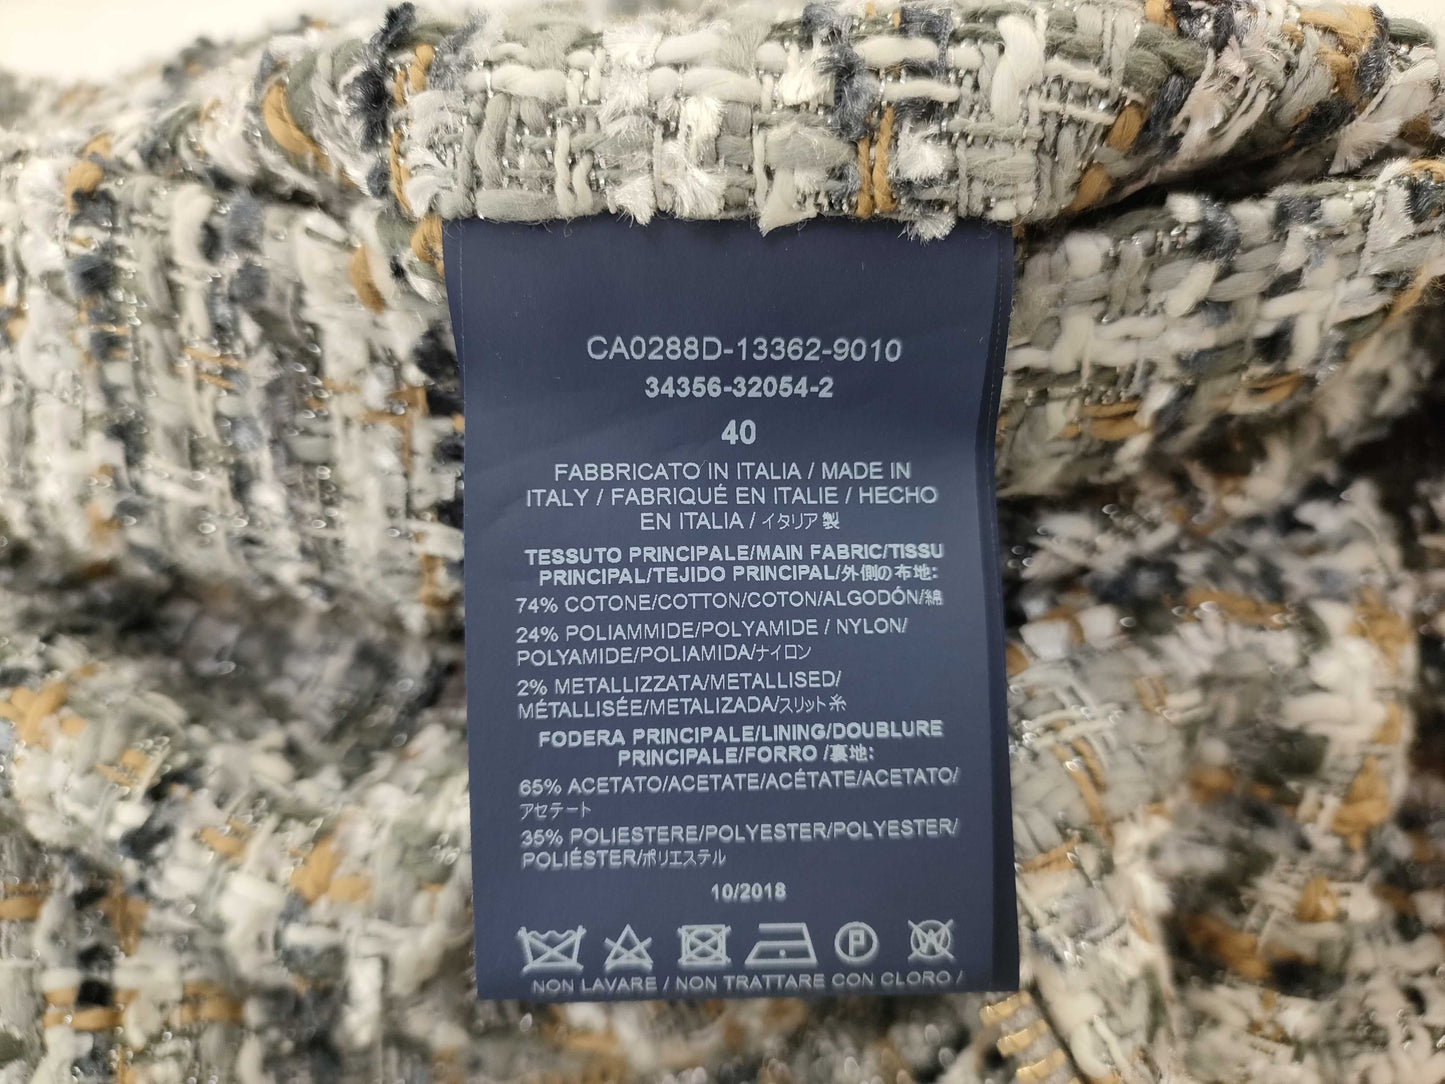 CA0288D-13362-9010
34356-32054-2
40
FABBRICATO IN ITALIA / MADE IN
ITALY / FABRIQUÉ EN ITALIE / HECHO
EN ITALIA / イタリア製
TESSUTO PRINCIPALE/MAIN FABRIC/TISSU
PRINCIPAL/TEJIDO PRINCIPAL/外側の布地:
74% COTONE/COTTON/COTON/ALGODÓN/綿
24% POLIAMMIDE/POLYAMIDE / NYLON/
POLYAMIDE/POLIAMIDA/ナイロン
2% METALLIZZATA/METALLISED/
MÉTALLISÉE/METALIZADA/スリット糸
FODERA PRINCIPALE/LINING/DOUBLURE
PRINCIPALE/FORRO /裏地:
65% ACETATO/ACETATE/ACÉTATE/ACETATO/
アセテート
35% POLIESTERE/POLYESTER/POLYESTER/
POLIÉSTER/ポリエステル
10/2018
P W
NON LAVARE / NON TRATTARE CON CLORO /